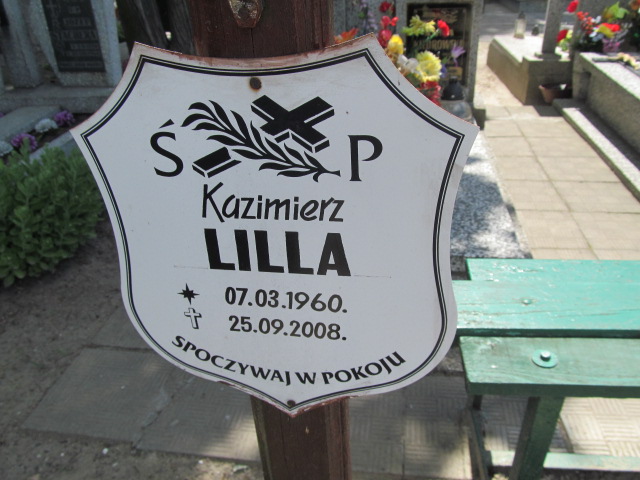 Ś P
Kazimierz
LILLA
07.03.1960.
25.09.2008.
SPOCZYWAJ W POKOJU